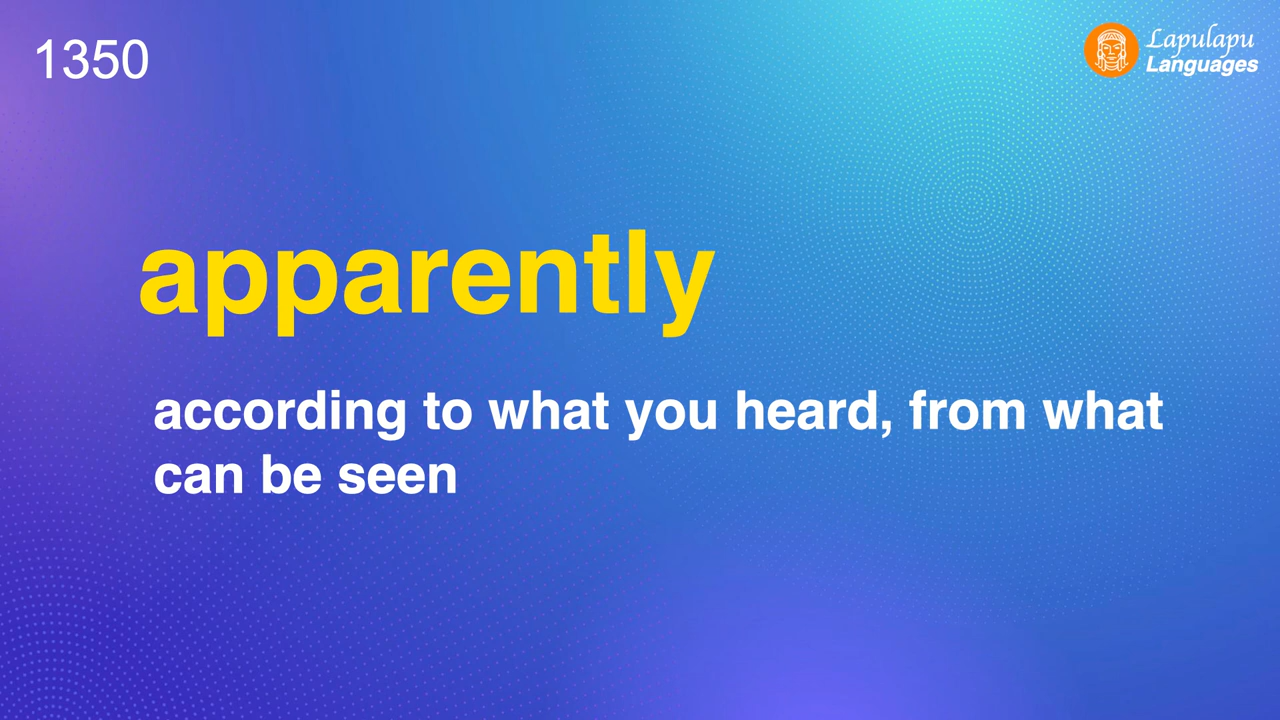 1350
Lapulapu
Languages
apparently
according to what you heard, from what
can be seen